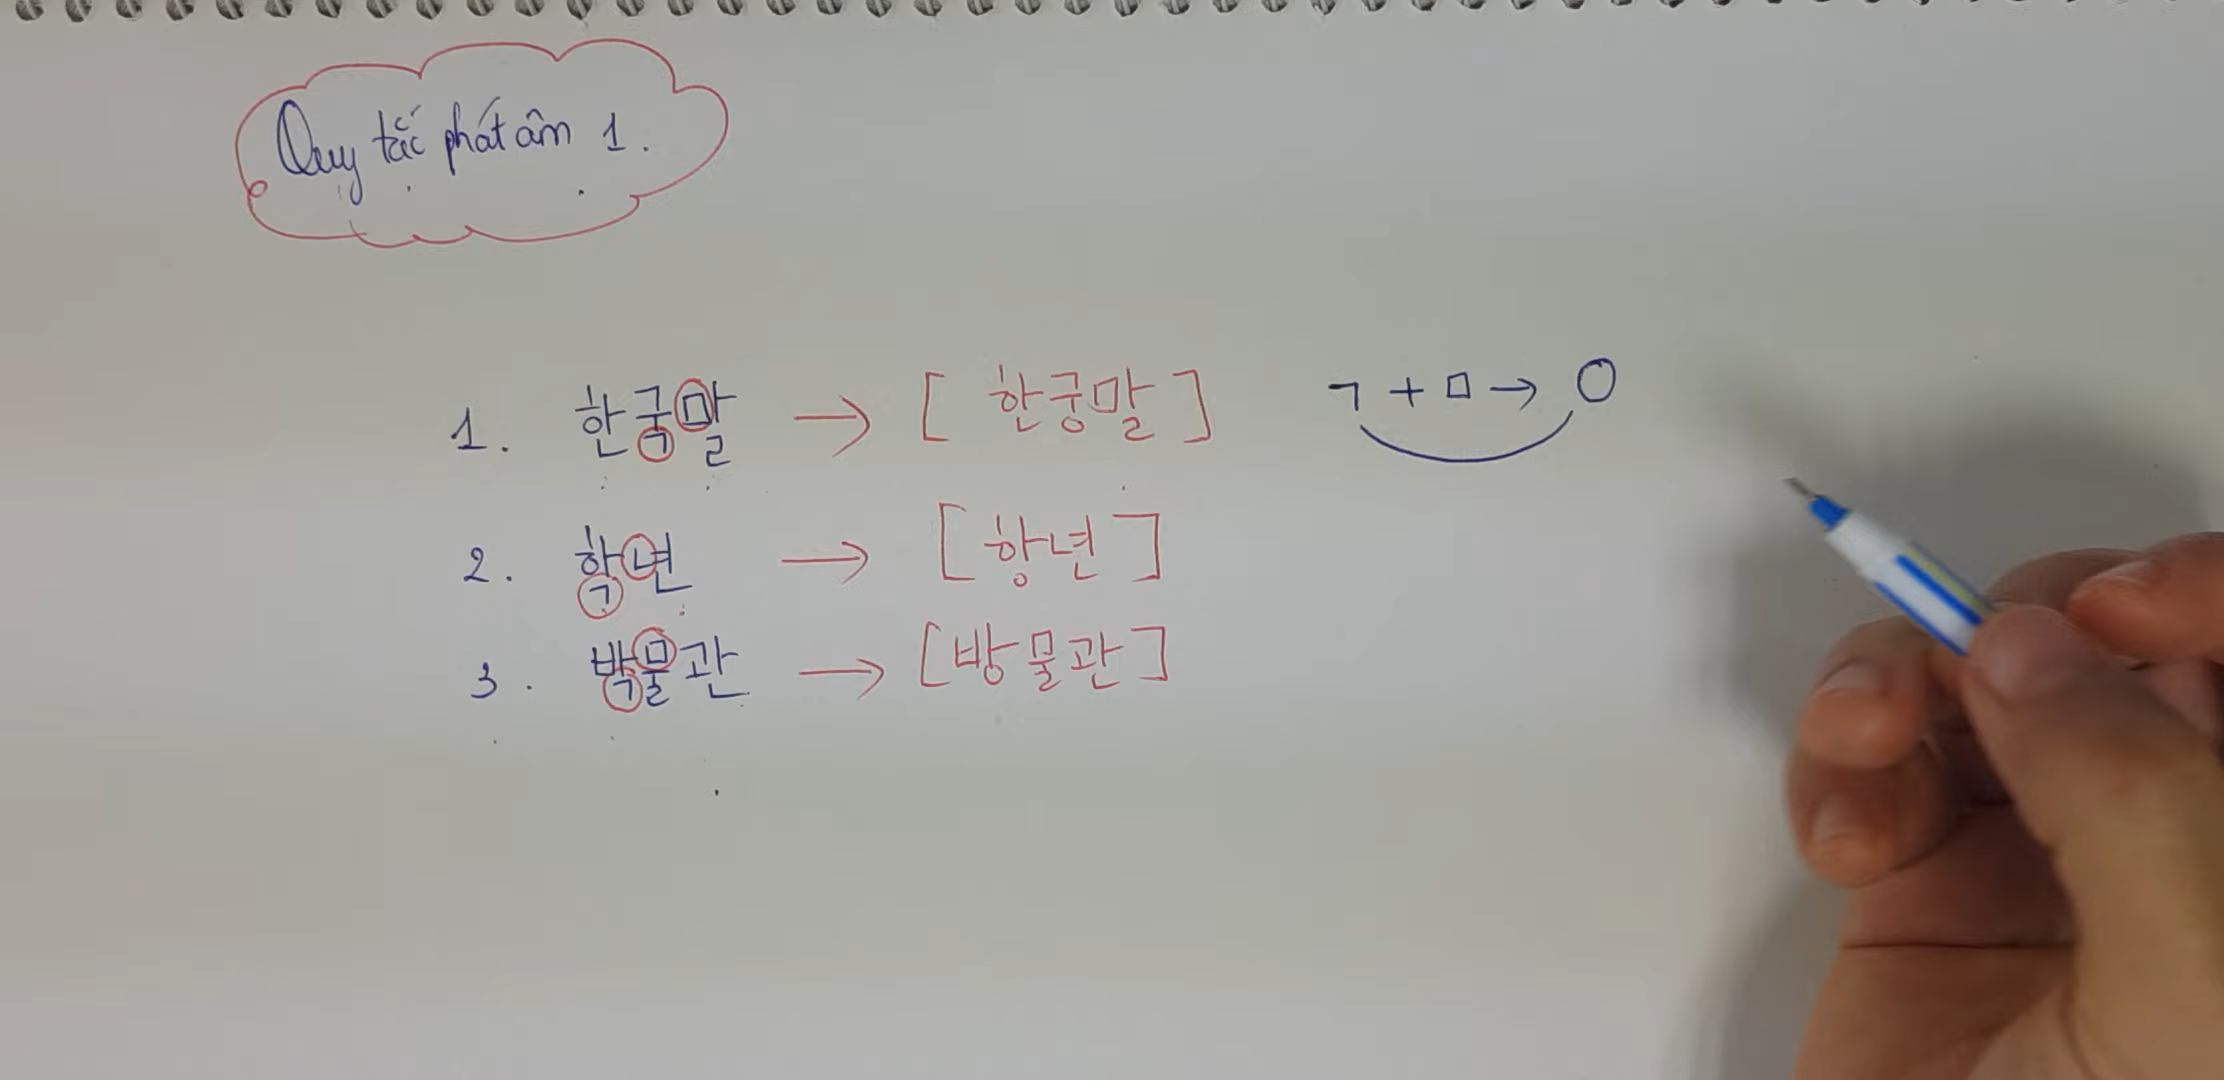 Quy tắc phát âm 1.
1. 한국말 → [한궁말] ㄱ + ㅁ → ㅇ
2. 학년 → [항년]
3. 박물관 → [방물관]